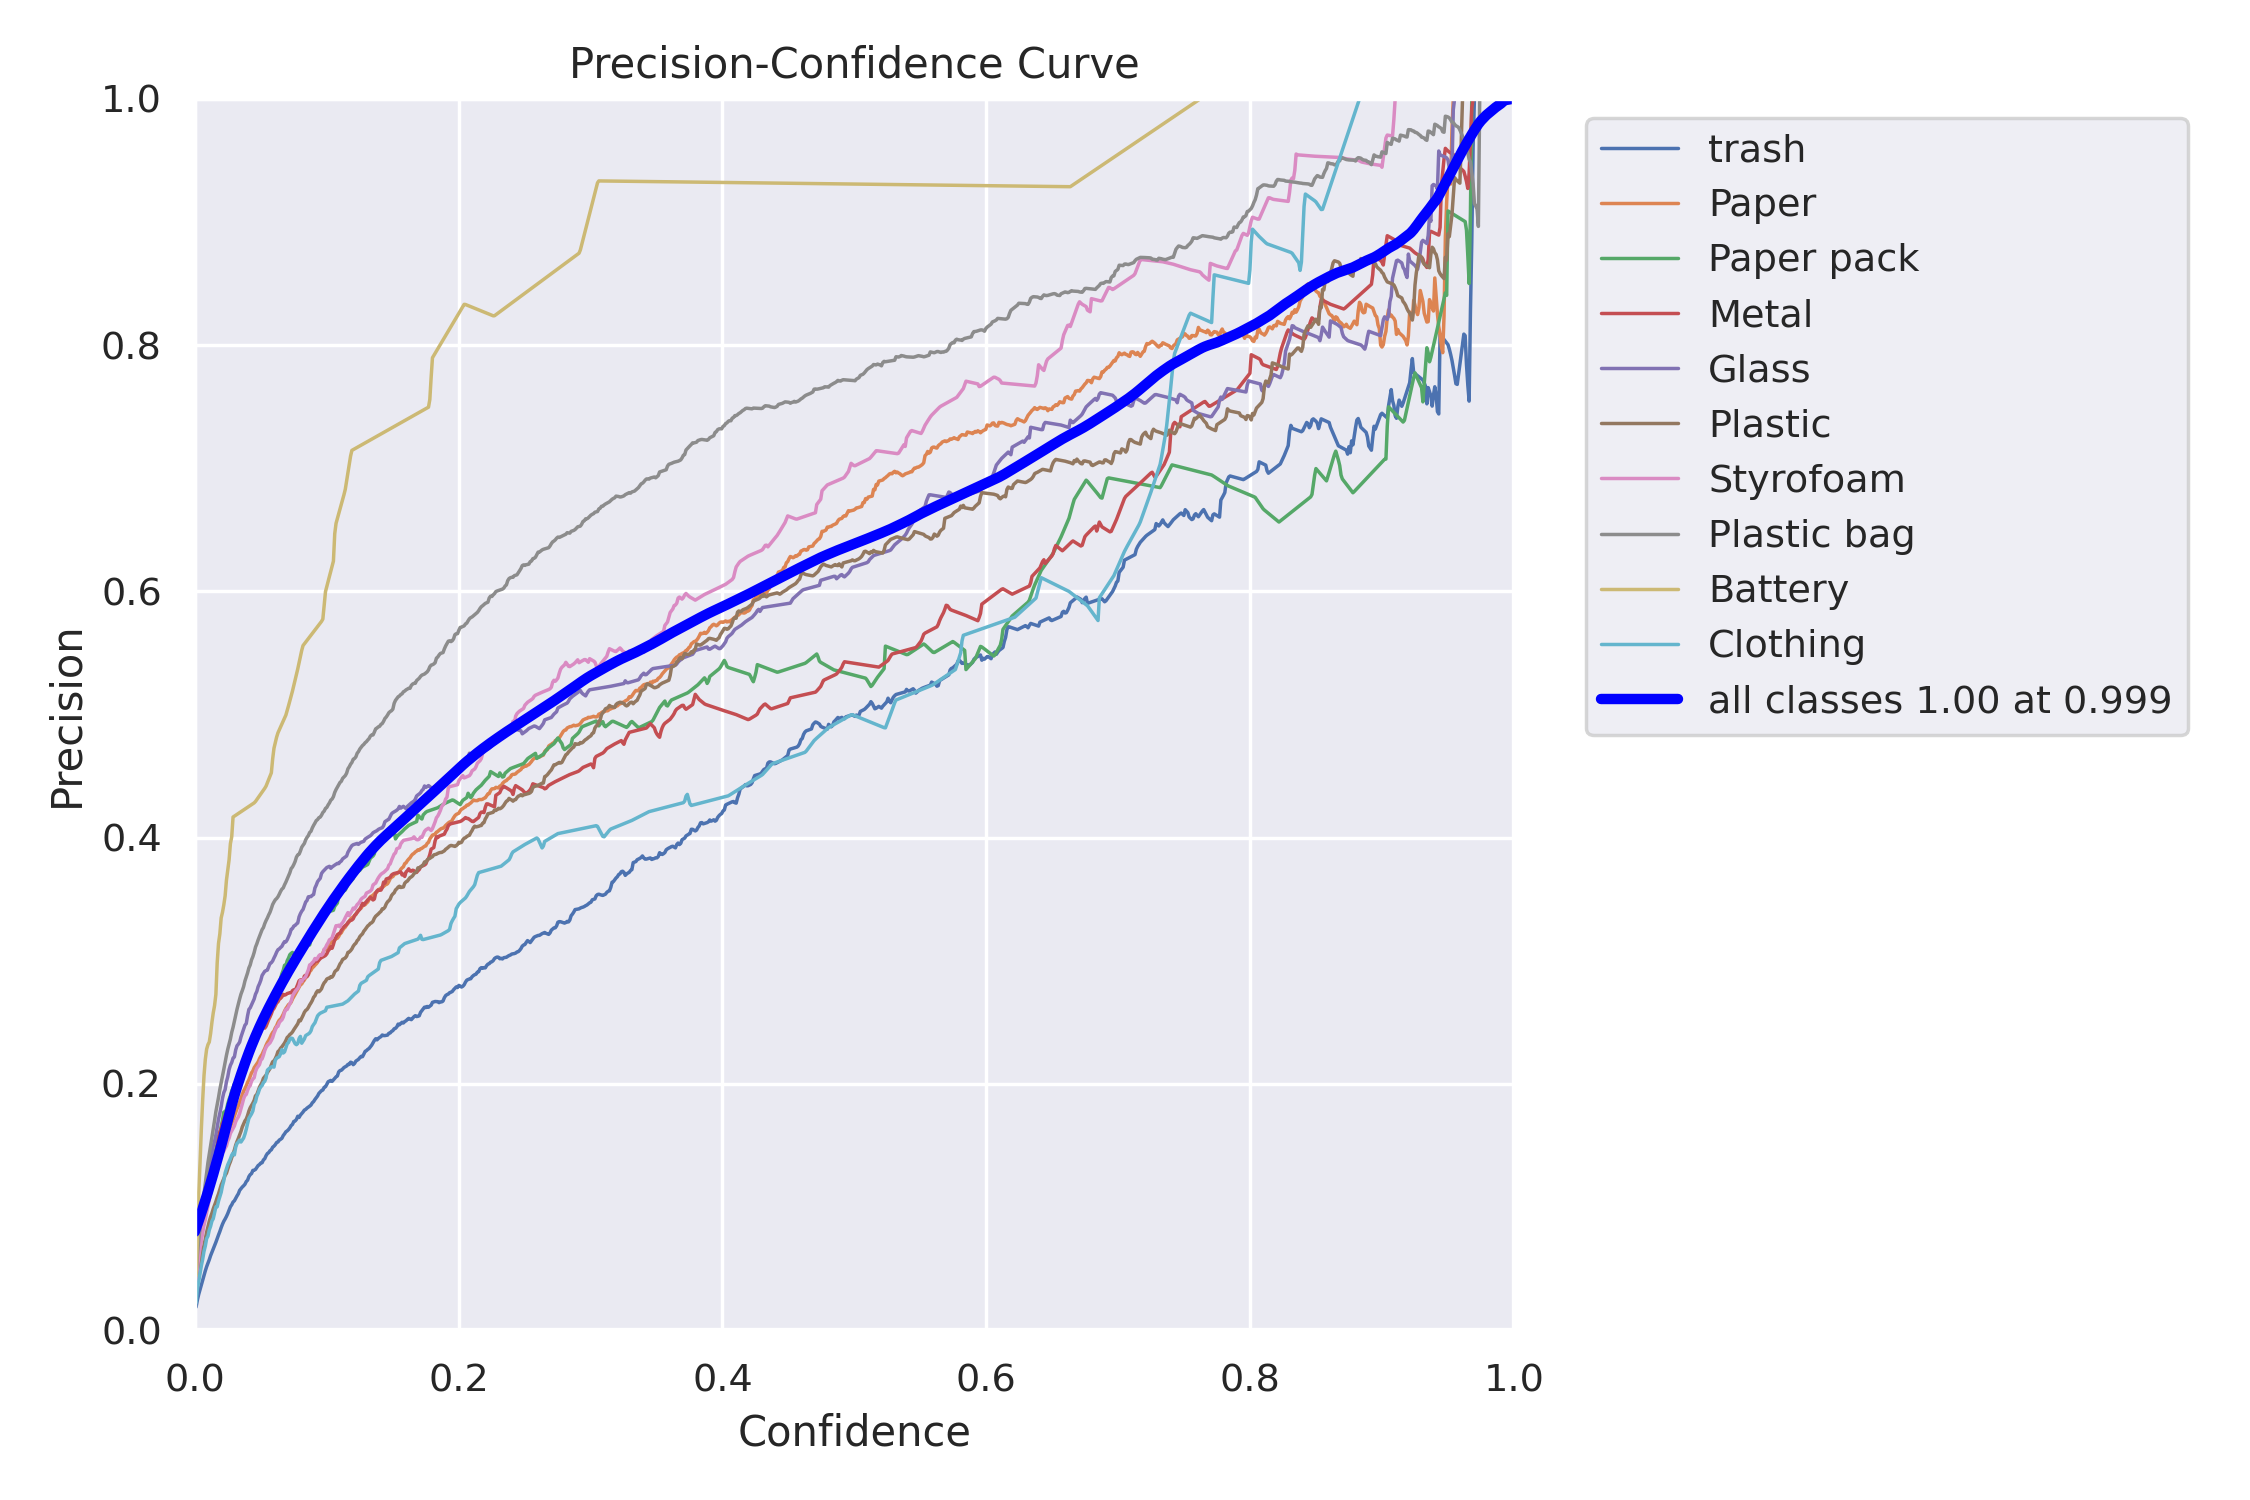 Precision-Confidence Curve
1.0
0.8
0.6
0.4
0.2
0.0
Precision
0.0 0.2 0.4 0.6 0.8 1.0
Confidence
trash
Paper
Paper pack
Metal
Glass
Plastic
Styrofoam
Plastic bag
Battery
Clothing
all classes 1.00 at 0.999